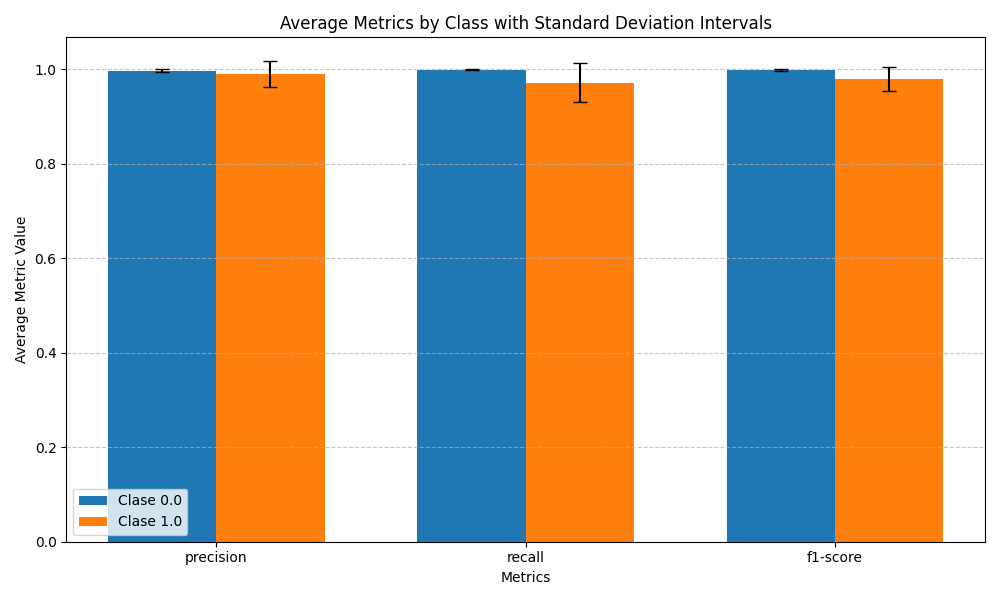 Average Metrics by Class with Standard Deviation Intervals
Average Metric Value
1.0
0.8
0.6
0.4
0.2
0.0
Clase 0.0
Clase 1.0
precision
recall
f1-score
Metrics